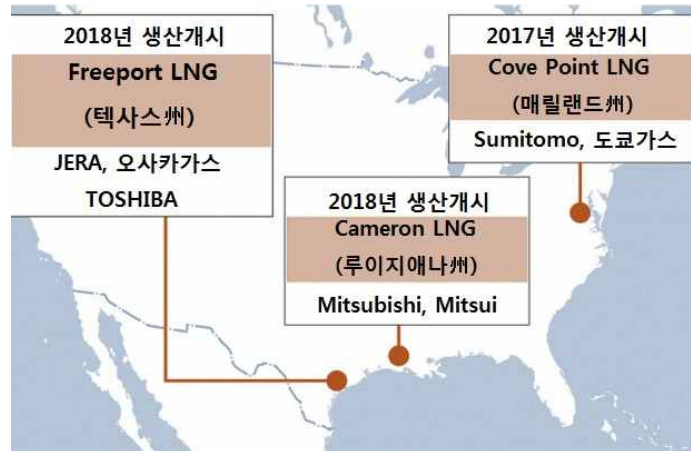 2018년 생산개시
Freeport LNG
(텍사스州)
JERA, 오사카가스
TOSHIBA
2018년 생산개시
Cameron LNG
(루이지애나州)
Mitsubishi, Mitsui
2017년 생산개시
Cove Point LNG
(매릴랜드州)
Sumitomo, 도쿄가스